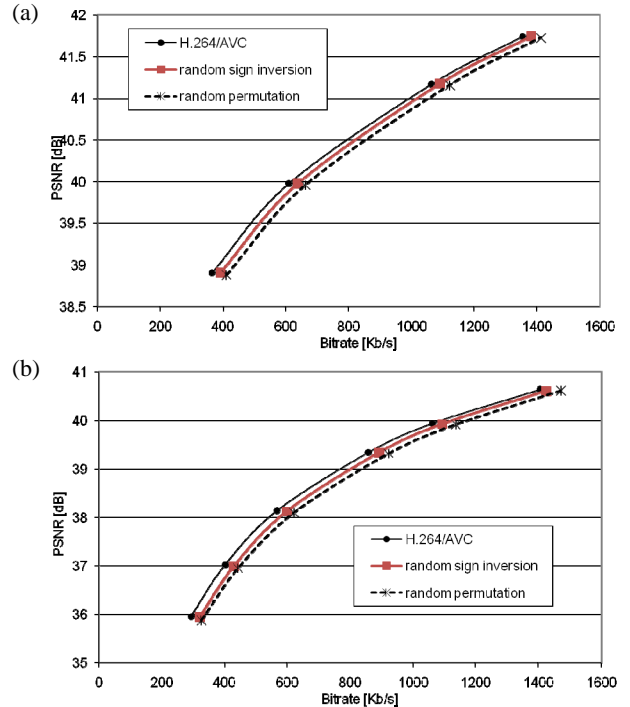 (a)
42
41.5
41
40.5
40
39.5
39
38.5
PSNR [dB]
H.264/AVC
random sign inversion
random permutation
0 200 400 600 800 1000 1200 1400 1600
Bitrate [Kb/s]
(b)
41
40
39
38
37
36
35
PSNR [dB]
H.264/AVC
random sign inversion
random permutation
0 200 400 600 800 1000 1200 1400 1600
Bitrate [Kb/s]